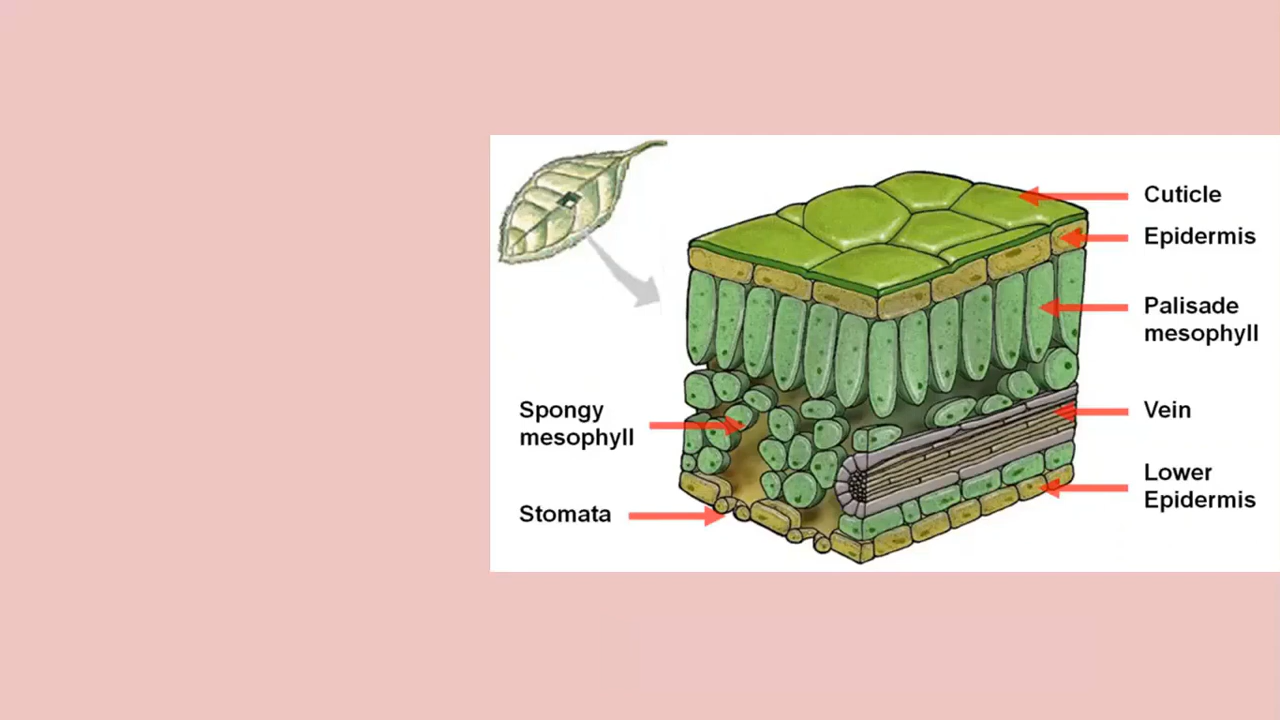 Cuticle
Epidermis
Palisade
mesophyll
Spongy
mesophyll
Vein
Lower
Epidermis
Stomata